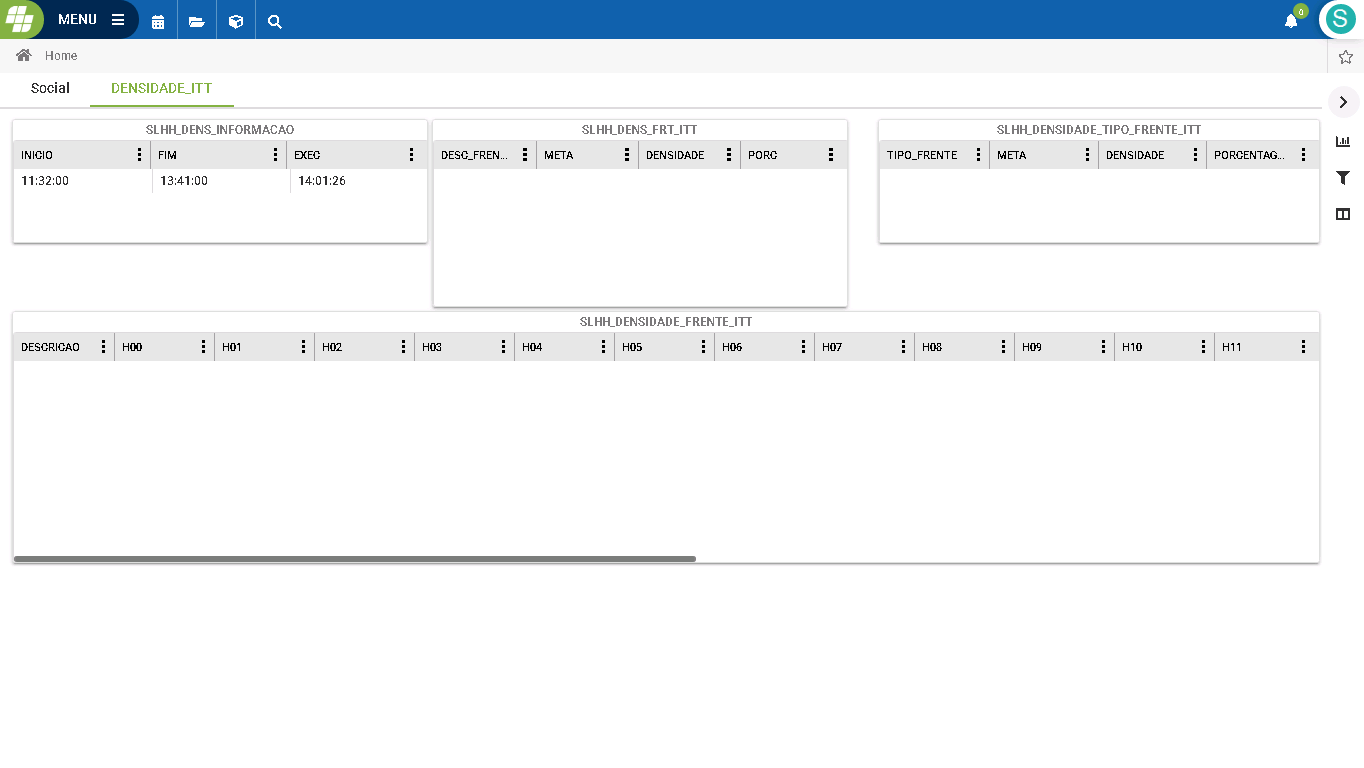 MENU
0
S
Home
Social
DENSIDADE_ITT
SLHH_DENS_INFORMACAO
INICIO FIM EXEC
11:32:00 13:41:00 14:01:26
SLHH_DENS_FRT_ITT
DESC_FREN... META DENSIDADE PORC
SLHH_DENSIDADE_TIPO_FRENTE_ITT
TIPO_FRENTE META DENSIDADE PORCENTAG...
SLHH_DENSIDADE_FRENTE_ITT
DESCRICAO H00 H01 H02 H03 H04 H05 H06 H07 H08 H09 H10 H11